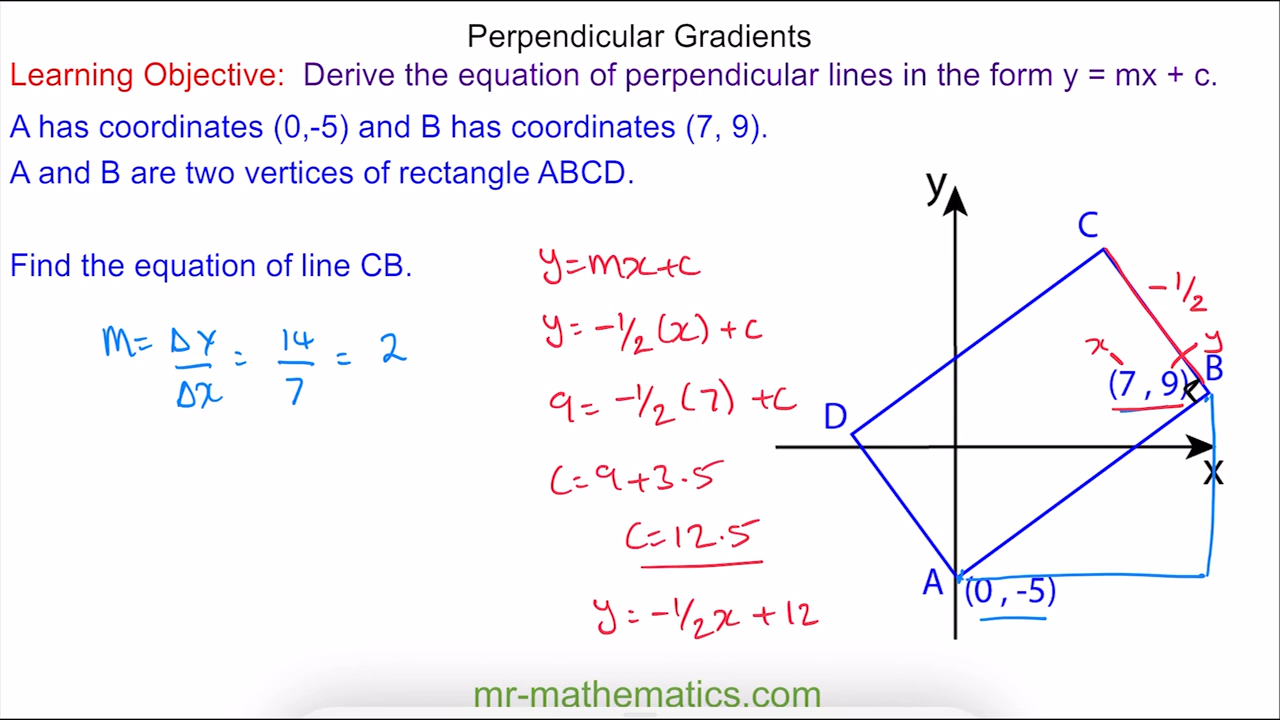 Perpendicular Gradients
Learning Objective: Derive the equation of perpendicular lines in the form y = mx + c.
A has coordinates (0,-5) and B has coordinates (7, 9).
A and B are two vertices of rectangle ABCD.
Find the equation of line CB.
M = Δy/Δx = 14/7 = 2
y = mx + c
y = -1/2 (x) + c
9 = -1/2 (7) + c
c = 9 + 3.5
c = 12.5
y = -1/2 x + 12
y
C
-1/2
x
y
B
(7 , 9)
D
x
A
(0 , -5)
mr-mathematics.com